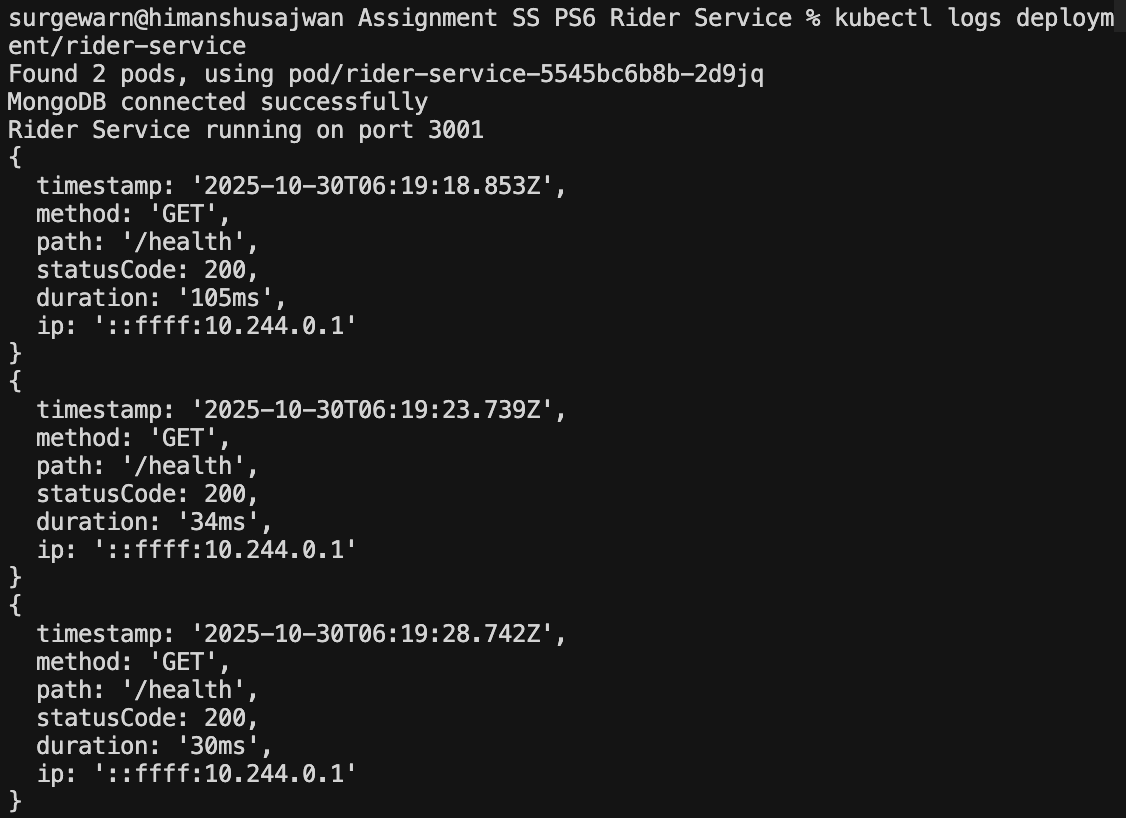 surgewarn@himanshusajwan Assignment SS PS6 Rider Service % kubectl logs deploym
ent/rider-service
Found 2 pods, using pod/rider-service-5545bc6b8b-2d9jq
MongoDB connected successfully
Rider Service running on port 3001
{
  timestamp: '2025-10-30T06:19:18.853Z',
  method: 'GET',
  path: '/health',
  statusCode: 200,
  duration: '105ms',
  ip: '::ffff:10.244.0.1'
}
{
  timestamp: '2025-10-30T06:19:23.739Z',
  method: 'GET',
  path: '/health',
  statusCode: 200,
  duration: '34ms',
  ip: '::ffff:10.244.0.1'
}
{
  timestamp: '2025-10-30T06:19:28.742Z',
  method: 'GET',
  path: '/health',
  statusCode: 200,
  duration: '30ms',
  ip: '::ffff:10.244.0.1'
}